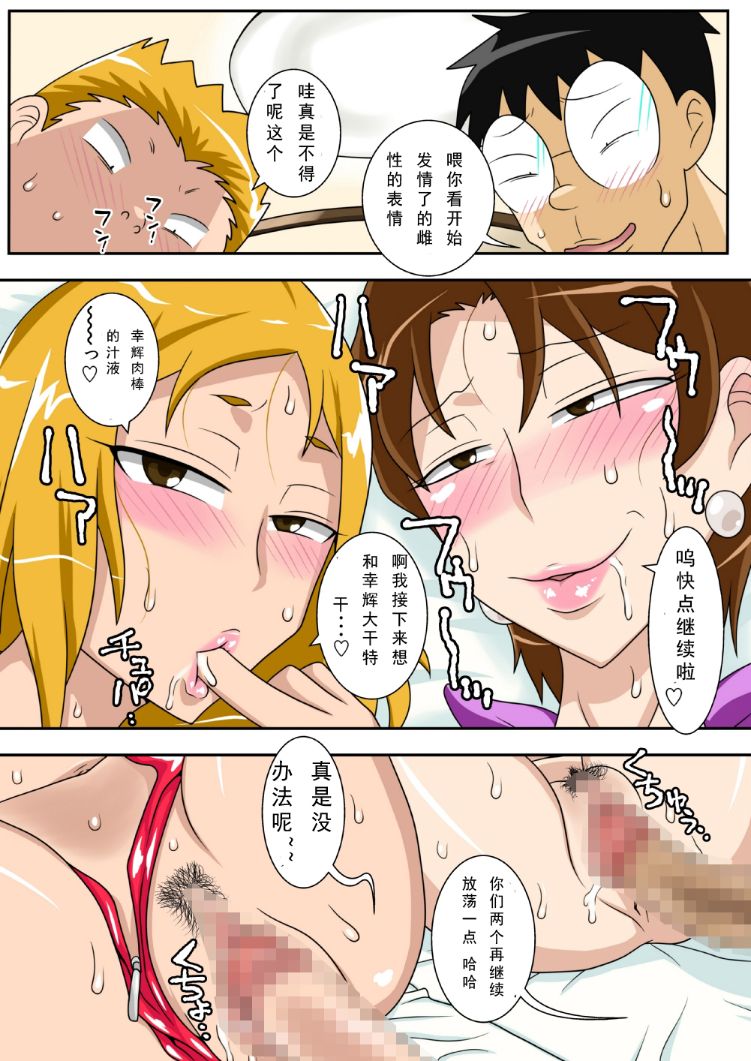 喂你看开始
发情了的雌
性的表情
哇真是不得
了呢这个
フン
フン!
フゥ
ハァ
幸辉肉棒
的汁液
~~っ♡
ハァ
フゥ
呜快点继续啦
♡
啊我接下来想
和幸辉大干特
干・・・♡
チュパ
くちゅう
真是没
办法呢~
你们两个再继续
放荡一点 哈哈
くちょ